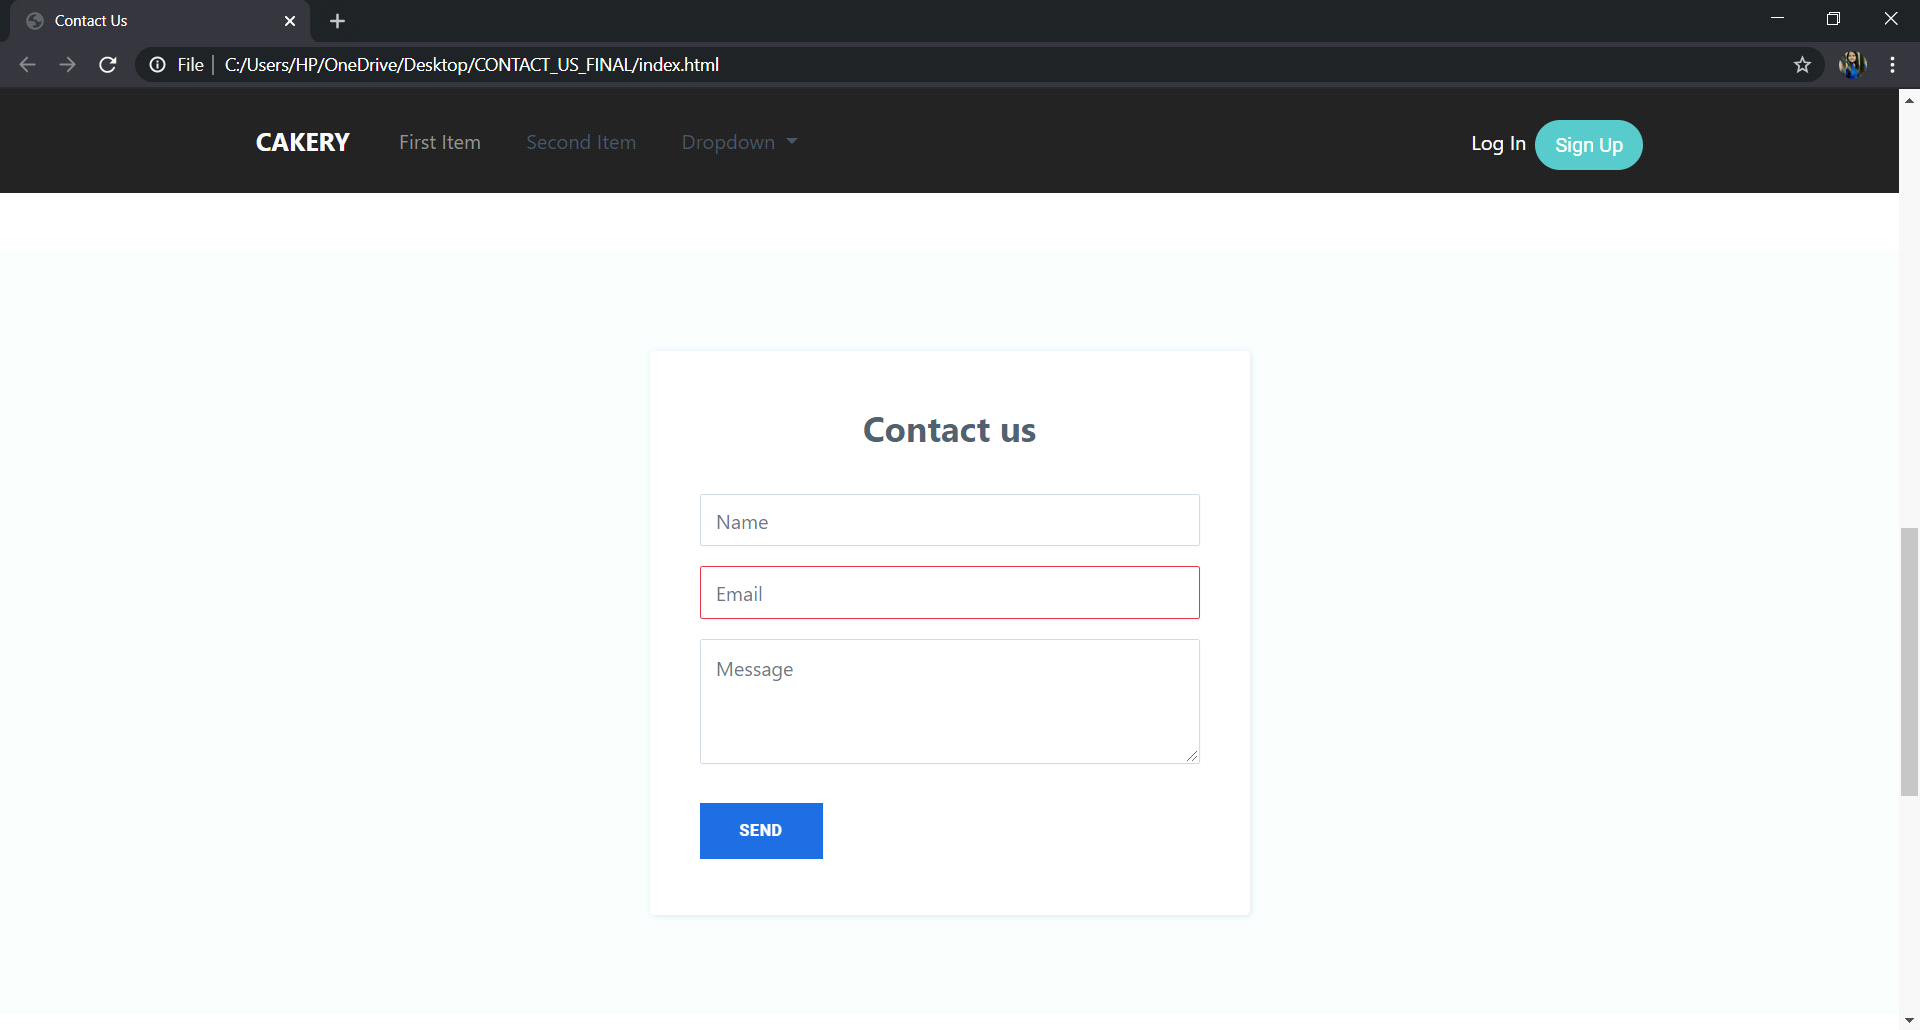 Contact Us
File C:/Users/HP/OneDrive/Desktop/CONTACT_US_FINAL/index.html
CAKERY First Item Second Item Dropdown Log In Sign Up
Contact us
Name
Email
Message
SEND